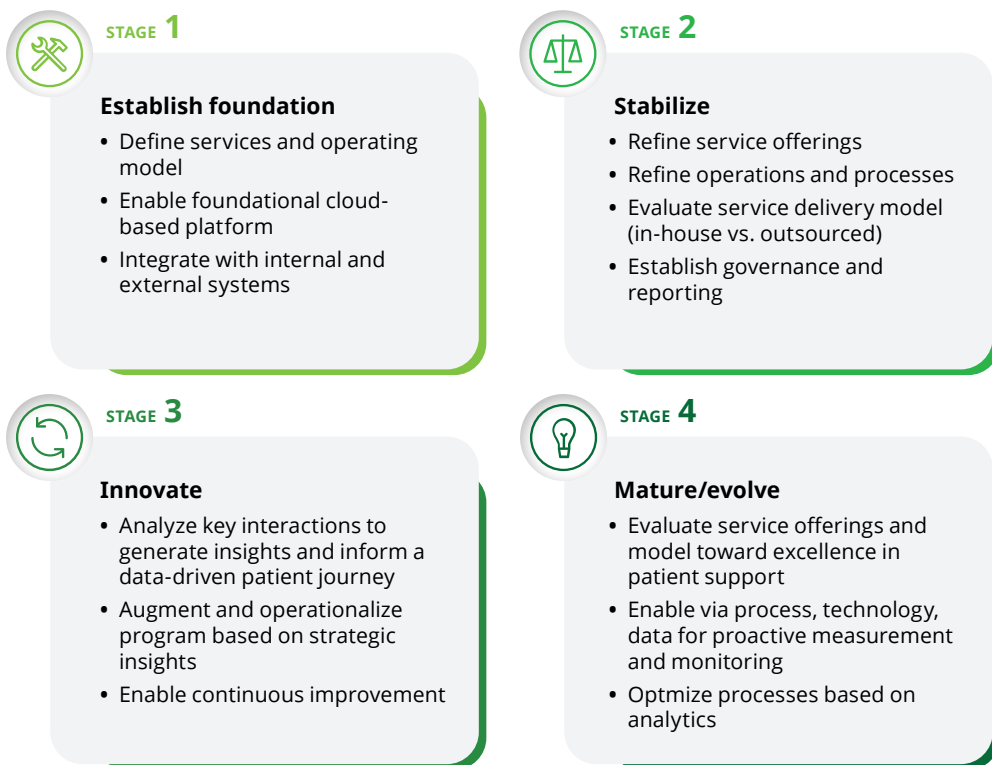 STAGE 1
Establish foundation
• Define services and operating
model
• Enable foundational cloud-
based platform
• Integrate with internal and
external systems
STAGE 2
Stabilize
• Refine service offerings
• Refine operations and processes
• Evaluate service delivery model
(in-house vs. outsourced)
• Establish governance and
reporting
STAGE 3
Innovate
• Analyze key interactions to
generate insights and inform a
data-driven patient journey
• Augment and operationalize
program based on strategic
insights
• Enable continuous improvement
STAGE 4
Mature/evolve
• Evaluate service offerings and
model toward excellence in
patient support
• Enable via process, technology,
data for proactive measurement
and monitoring
• Optmize processes based on
analytics